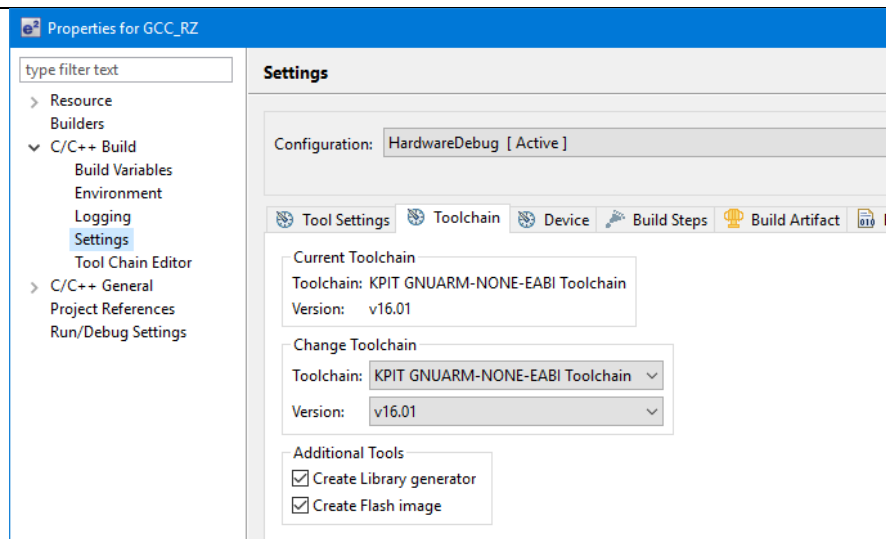 e² Properties for GCC_RZ
type filter text
Resource
Builders
C/C++ Build
Build Variables
Environment
Logging
Settings
Tool Chain Editor
C/C++ General
Project References
Run/Debug Settings
Settings
Configuration: HardwareDebug [ Active ]
Tool Settings Toolchain Device Build Steps Build Artifact
Current Toolchain
Toolchain: KPIT GNUARM-NONE-EABI Toolchain
Version: v16.01
Change Toolchain
Toolchain: KPIT GNUARM-NONE-EABI Toolchain
Version: v16.01
Additional Tools
Create Library generator
Create Flash image